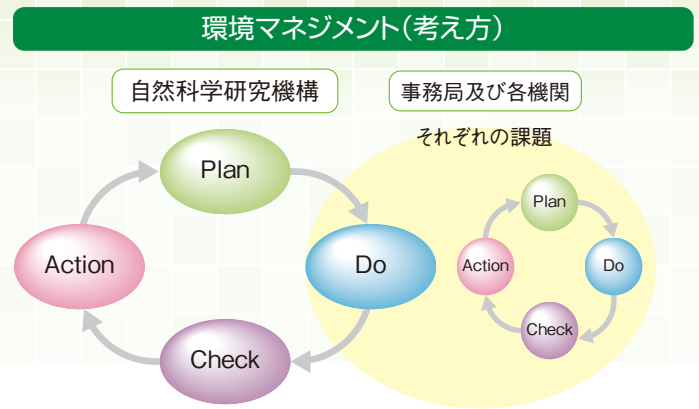 環境マネジメント(考え方)
自然科学研究機構
事務局及び各機関
それぞれの課題
Plan
Action
Do
Check
Plan
Action
Do
Check